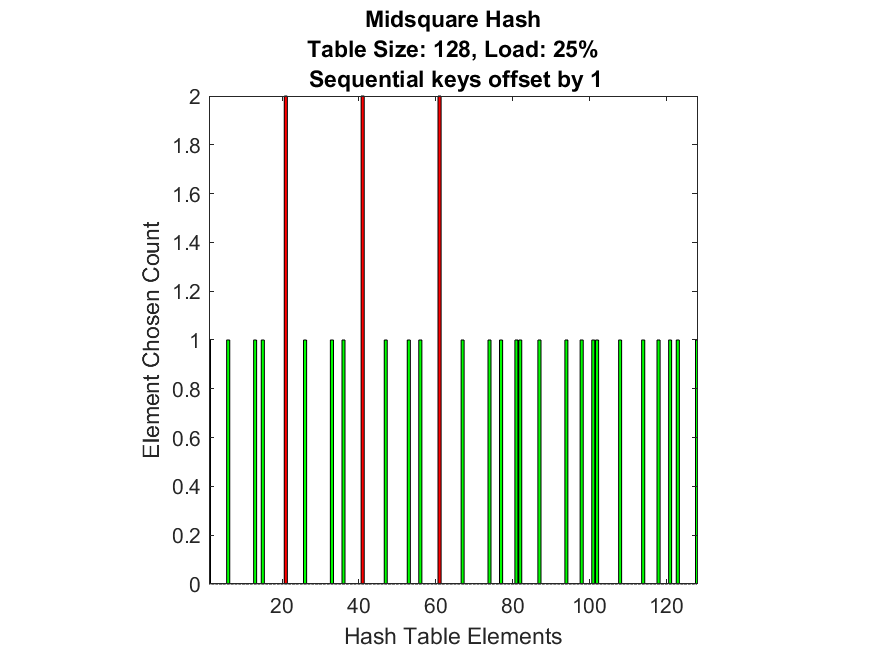 Midsquare Hash
Table Size: 128, Load: 25%
Sequential keys offset by 1
2
1.8
1.6
1.4
1.2
1
0.8
0.6
0.4
0.2
0
Element Chosen Count
20 40 60 80 100 120
Hash Table Elements